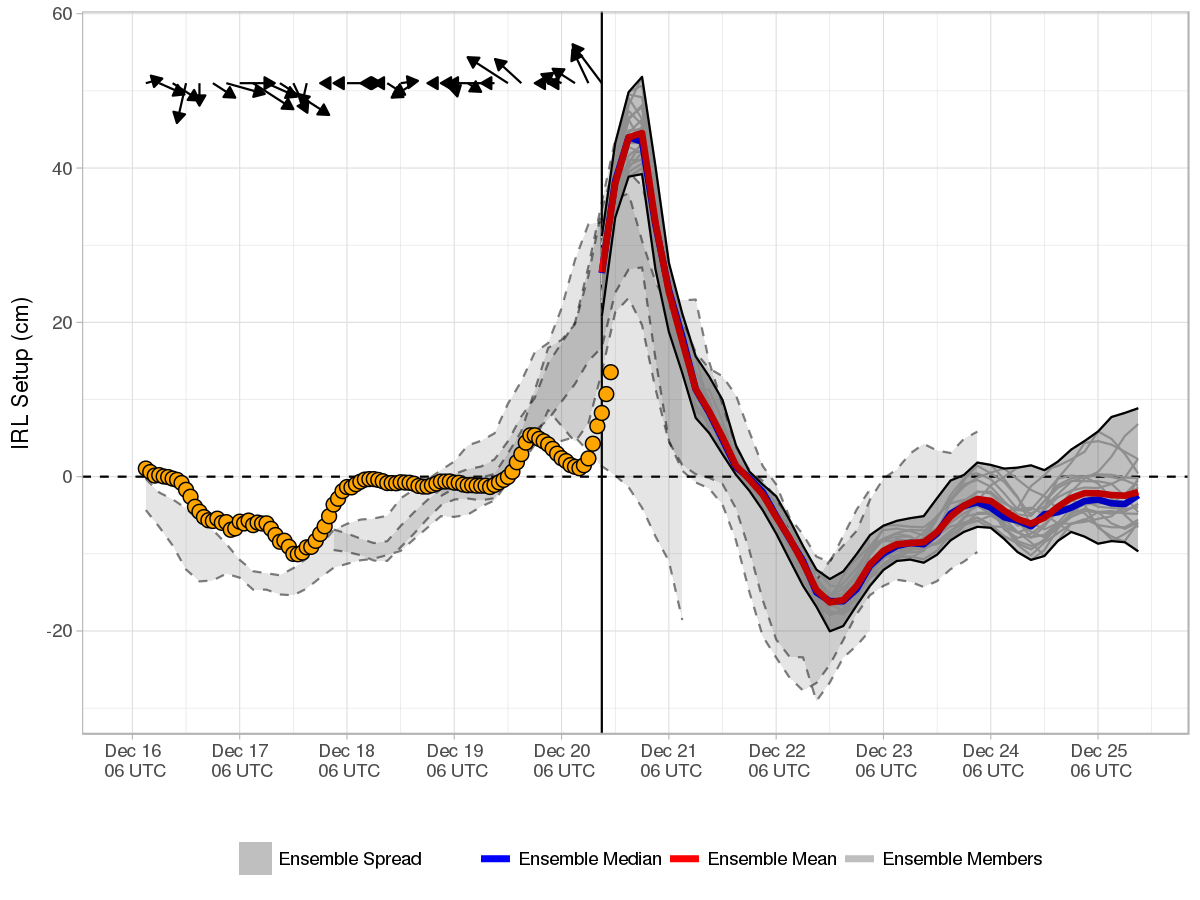 60
40
20
0
-20
IRL Setup (cm)
Dec 16 06 UTC
Dec 17 06 UTC
Dec 18 06 UTC
Dec 19 06 UTC
Dec 20 06 UTC
Dec 21 06 UTC
Dec 22 06 UTC
Dec 23 06 UTC
Dec 24 06 UTC
Dec 25 06 UTC
Ensemble Spread
Ensemble Median
Ensemble Mean
Ensemble Members